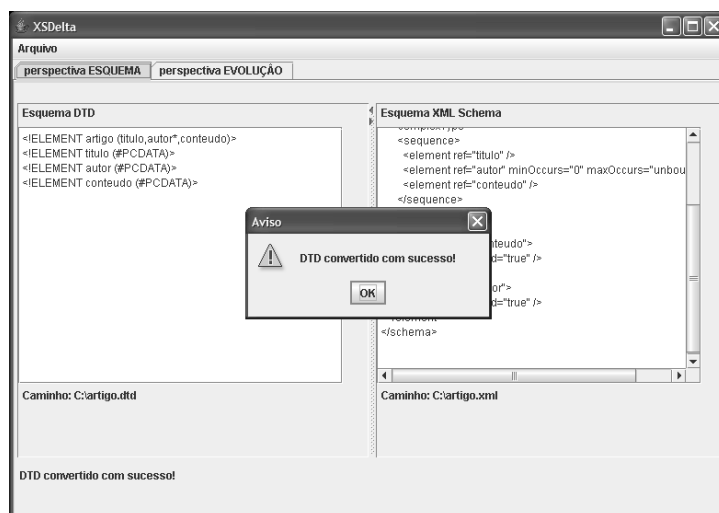 XSDelta
Arquivo
perspectiva ESQUEMA perspectiva EVOLUÇÃO
Esquema DTD
<!ELEMENT artigo (titulo,autor*,conteudo)>
<!ELEMENT titulo (#PCDATA)>
<!ELEMENT autor (#PCDATA)>
<!ELEMENT conteudo (#PCDATA)>
Caminho: C:\artigo.dtd
Esquema XML Schema
<sequence>
<element ref="titulo" />
<element ref="autor" minOccurs="0" maxOccurs="unbou
<element ref="conteudo" />
</sequence>
nteudo">
d="true" />
or">
d="true" />
</schema>
Caminho: C:\artigo.xml
Aviso
DTD convertido com sucesso!
OK
DTD convertido com sucesso!